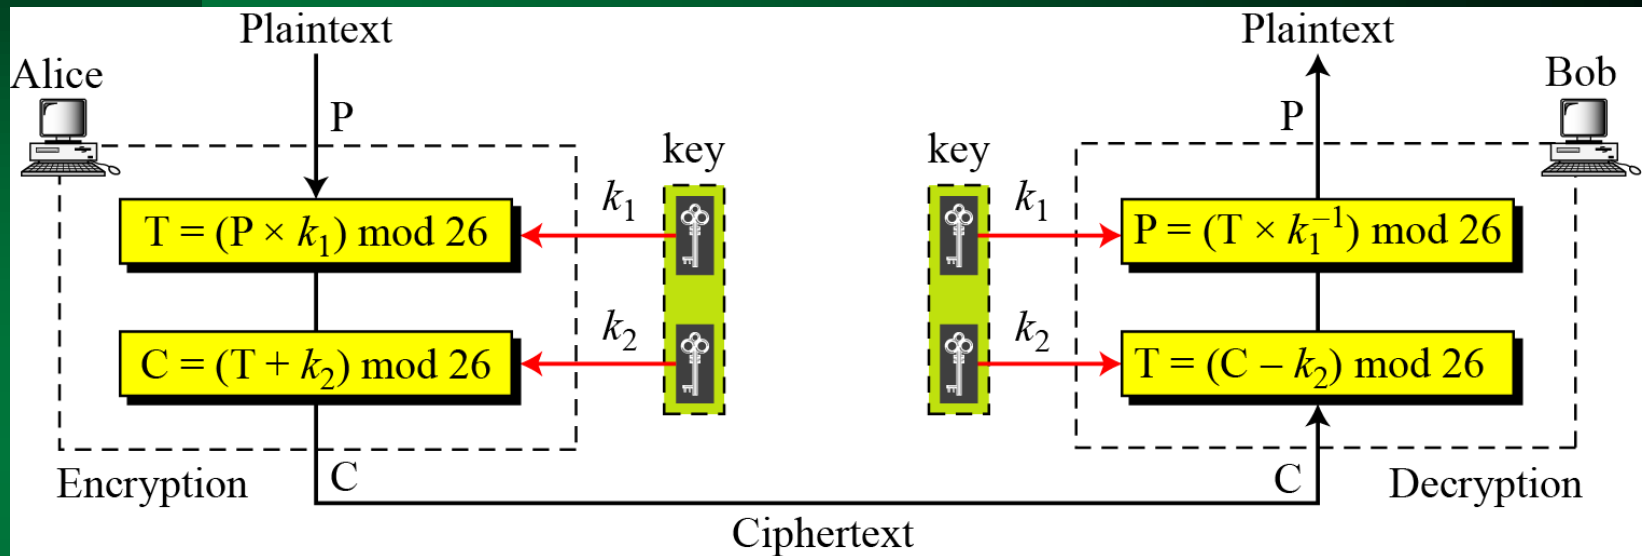 Plaintext
Plaintext
Alice
Bob
P
P
key
key
k₁
k₁
T = (P × k₁) mod 26
P = (T × k₁⁻¹) mod 26
k₂
k₂
C = (T + k₂) mod 26
T = (C – k₂) mod 26
Encryption
C
C
Decryption
Ciphertext